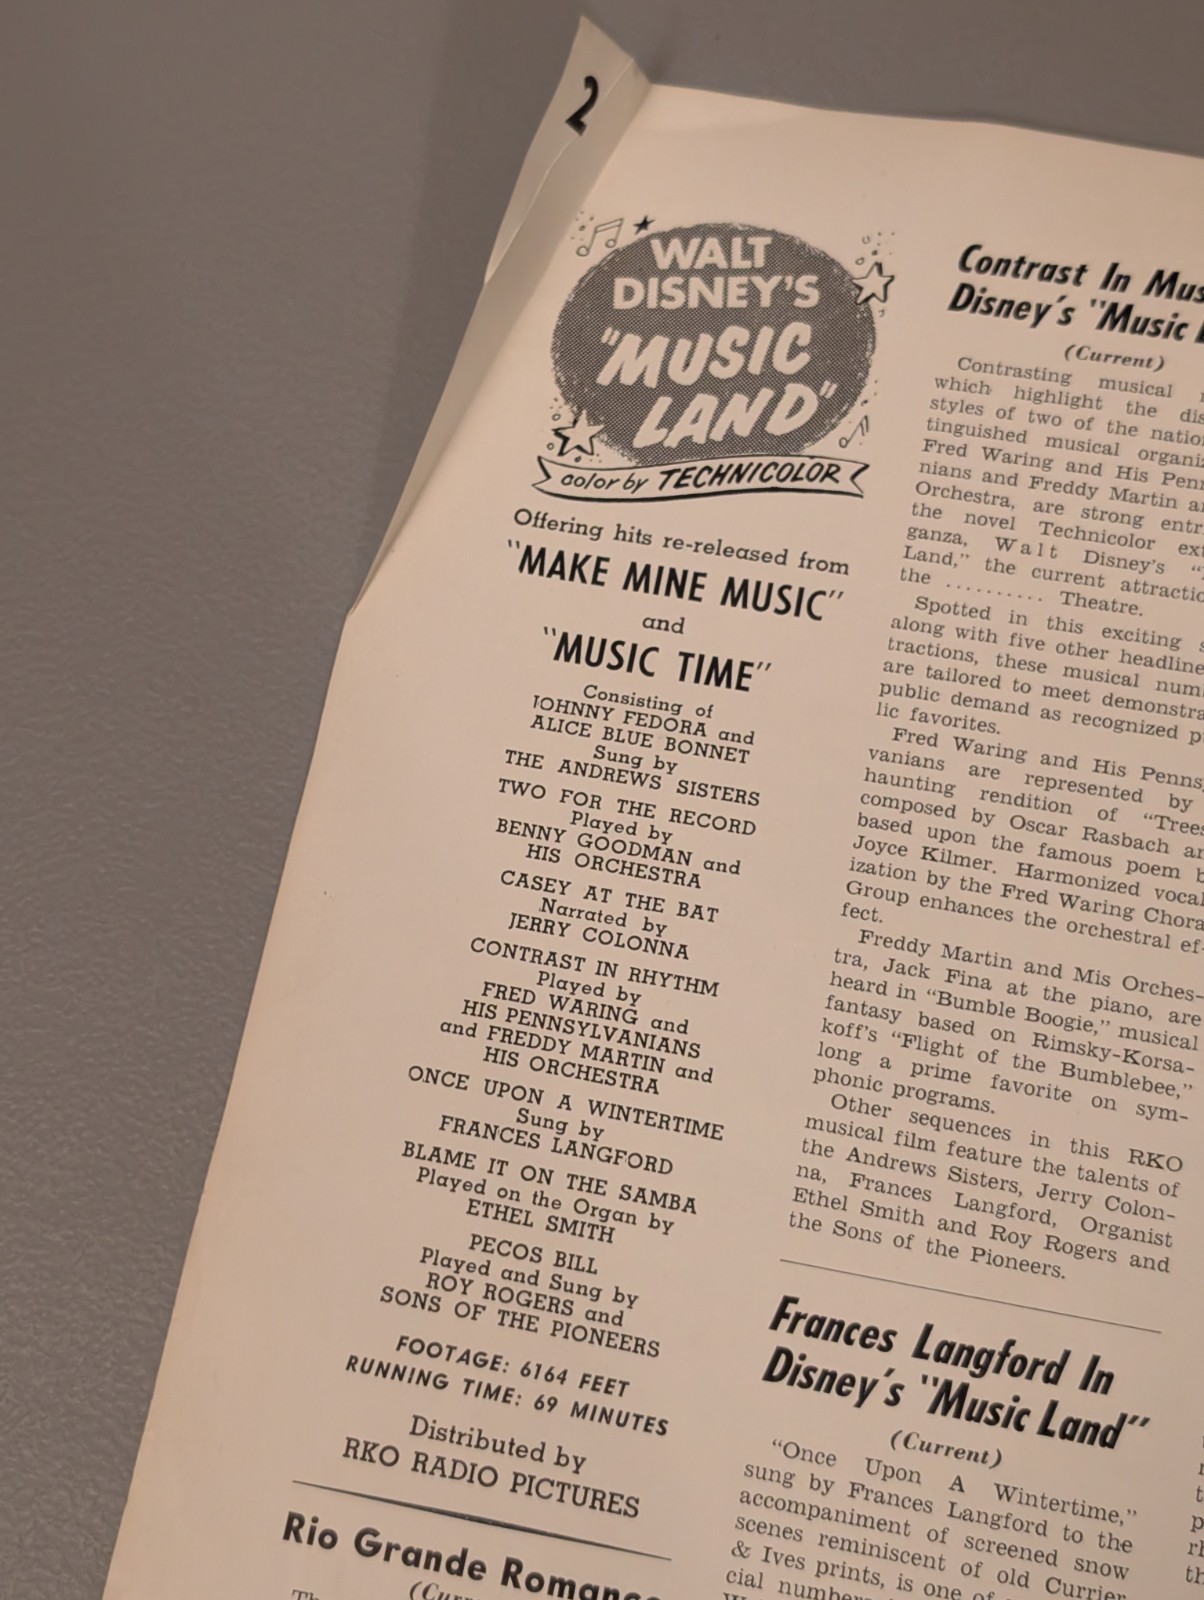 2
WALT
DISNEY'S
"MUSIC
LAND"
color by TECHNICOLOR
Offering hits re-released from
"MAKE MINE MUSIC"
and
"MUSIC TIME"
Consisting of
JOHNNY FEDORA and
ALICE BLUE BONNET
Sung by
THE ANDREWS SISTERS
TWO FOR THE RECORD
Played by
BENNY GOODMAN and
HIS ORCHESTRA
CASEY AT THE BAT
Narrated by
JERRY COLONNA
CONTRAST IN RHYTHM
Played by
FRED WARING and
HIS PENNSYLVANIANS
and FREDDY MARTIN and
HIS ORCHESTRA
ONCE UPON A WINTERTIME
Sung by
FRANCES LANGFORD
BLAME IT ON THE SAMBA
Played on the Organ by
ETHEL SMITH
PECOS BILL
Played and Sung by
ROY ROGERS and
SONS OF THE PIONEERS
FOOTAGE: 6164 FEET
RUNNING TIME: 69 MINUTES
Distributed by
RKO RADIO PICTURES
Rio Grande
Contrast In
Disney's "Music
(Current)
Contrasting musical
which highlight the
styles of two of the
tinguished musical
Fred Waring and His
nians and Freddy Martin
Orchestra, are strong
the novel Technicolor
ganza, Walt Disney's
Land," the current
the .......... Theatre.
Spotted in this exciting
along with five other
tractions, these musical
are tailored to meet
public demand as recognized
lic favorites.
Fred Waring and His
vanians are represented by
haunting rendition of "Trees
composed by Oscar Rasbach
based upon the famous poem
Joyce Kilmer. Harmonized
ization by the Fred Waring
Group enhances the orchestral ef-
fect.
Freddy Martin and Mis Orches-
tra, Jack Fina at the piano, are
heard in "Bumble Boogie," musical
fantasy based on Rimsky-Korsa-
koff's "Flight of the Bumblebee,"
long a prime favorite on sym-
phonic programs.
Other sequences in this RKO
musical film feature the talents of
the Andrews Sisters, Jerry Colon-
na, Frances Langford, Organist
Ethel Smith and Roy Rogers and
the Sons of the Pioneers.
Frances Langford In
Disney's "Music Land"
(Current)
"Once Upon A Wintertime,"
sung by Frances Langford to the
accompaniment of screened snow
scenes reminiscent of old Currier
& Ives prints, is one of
cial